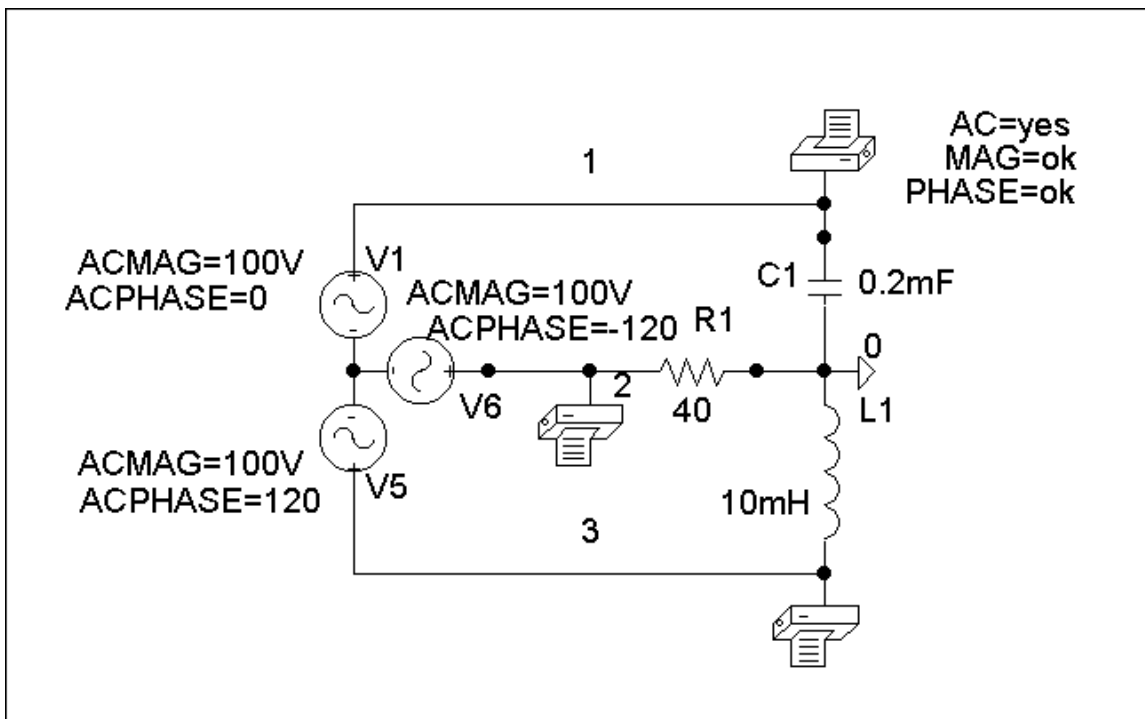 AC=yes
MAG=ok
PHASE=ok
1
ACMAG=100V
ACPHASE=0
V1
C1
0.2mF
ACMAG=100V
ACPHASE=-120
R1
0
V6
2
40
L1
ACMAG=100V
ACPHASE=120
V5
10mH
3